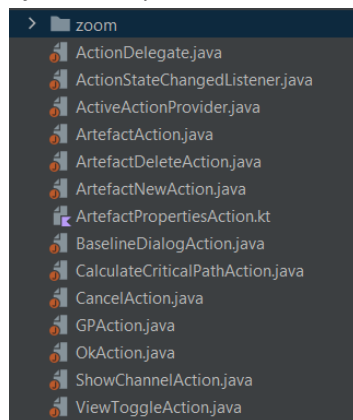 zoom
ActionDelegate.java
ActionStateChangedListener.java
ActiveActionProvider.java
ArtefactAction.java
ArtefactDeleteAction.java
ArtefactNewAction.java
ArtefactPropertiesAction.kt
BaselineDialogAction.java
CalculateCriticalPathAction.java
CancelAction.java
GPAction.java
OkAction.java
ShowChannelAction.java
ViewToggleAction.java